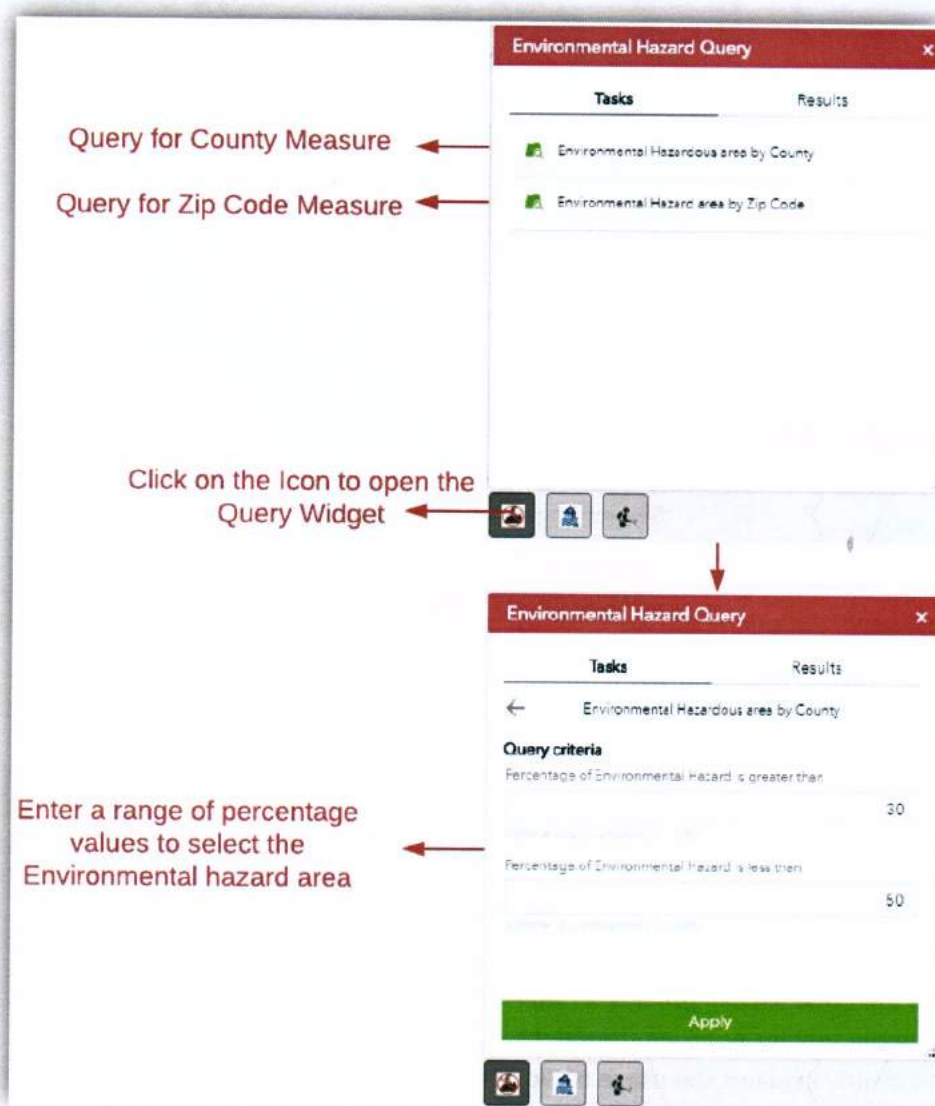 Environmental Hazard Query ×
Tasks Results
Query for County Measure
Environmental Hazardous area by County
Query for Zip Code Measure
Environmental Hazard area by Zip Code
Click on the Icon to open the
Query Widget
Environmental Hazard Query ×
Tasks Results
Environmental Hazardous area by County
Query criteria
Percentage of Environmental Hazard is greater than
30
Enter a range of percentage
values to select the
Environmental hazard area
Percentage of Environmental Hazard is less than
50
Apply